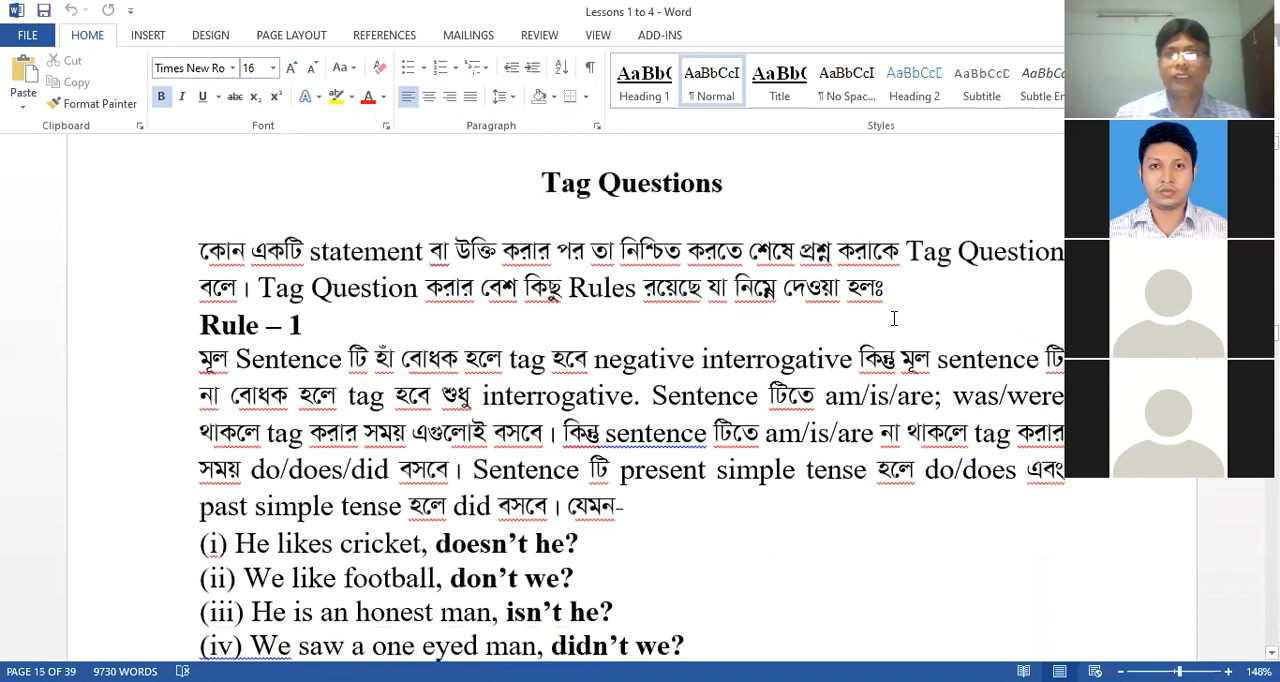 Lessons 1 to 4 - Word
FILE HOME INSERT DESIGN PAGE LAYOUT REFERENCES MAILINGS REVIEW VIEW ADD-INS
Cut
Copy
Format Painter
Paste
Times New Ro 16
Aa
B I U abc x₂ x² A A
AaBbC AaBbCcI AaBbC AaBbCcI AaBbCcD AaBbCcD AaBbCc
Heading 1 ¶ Normal Title ¶ No Spac... Heading 2 Subtitle Subtle En
Clipboard Font Paragraph Styles
Tag Questions
কোন একটি statement বা উক্তি করার পর তা নিশ্চিত করতে শেষে প্রশ্ন করাকে Tag Question
বলে। Tag Question করার বেশ কিছু Rules রয়েছে যা নিম্নে দেওয়া হলঃ
Rule – 1
মূল Sentence টি হাঁ বোধক হলে tag হবে negative interrogative কিন্তু মূল sentence টি
না বোধক হলে tag হবে শুধু interrogative. Sentence টিতে am/is/are; was/were
থাকলে tag করার সময় এগুলোই বসবে। কিন্তু sentence টিতে am/is/are না থাকলে tag করার
সময় do/does/did বসবে। Sentence টি present simple tense হলে do/does এবং
past simple tense হলে did বসবে। যেমন-
(i) He likes cricket, doesn’t he?
(ii) We like football, don’t we?
(iii) He is an honest man, isn’t he?
(iv) We saw a one eyed man, didn’t we?
PAGE 15 OF 39 9730 WORDS 148%